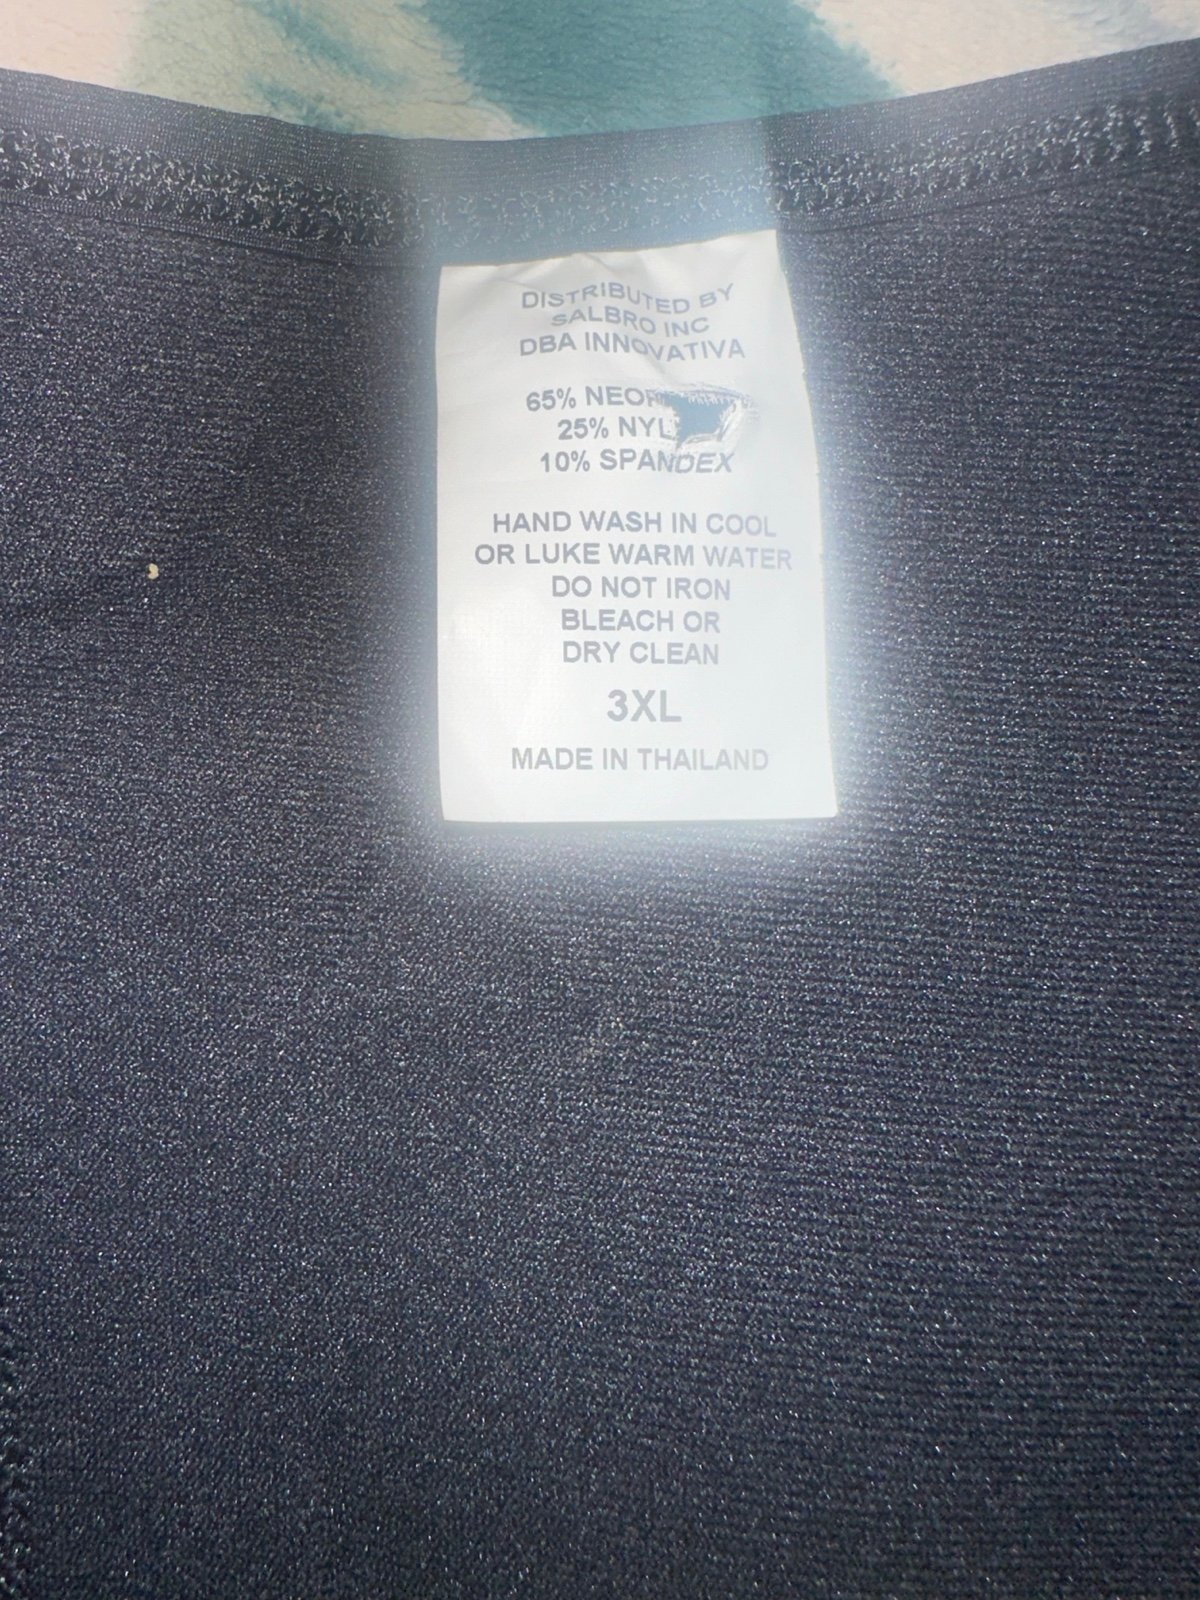 DISTRIBUTED BY
SALBRO INC
DBA INNOVATIVA
65% NEOP
25% NYL
10% SPANDEX
HAND WASH IN COOL
OR LUKE WARM WATER
DO NOT IRON
BLEACH OR
DRY CLEAN
3XL
MADE IN THAILAND